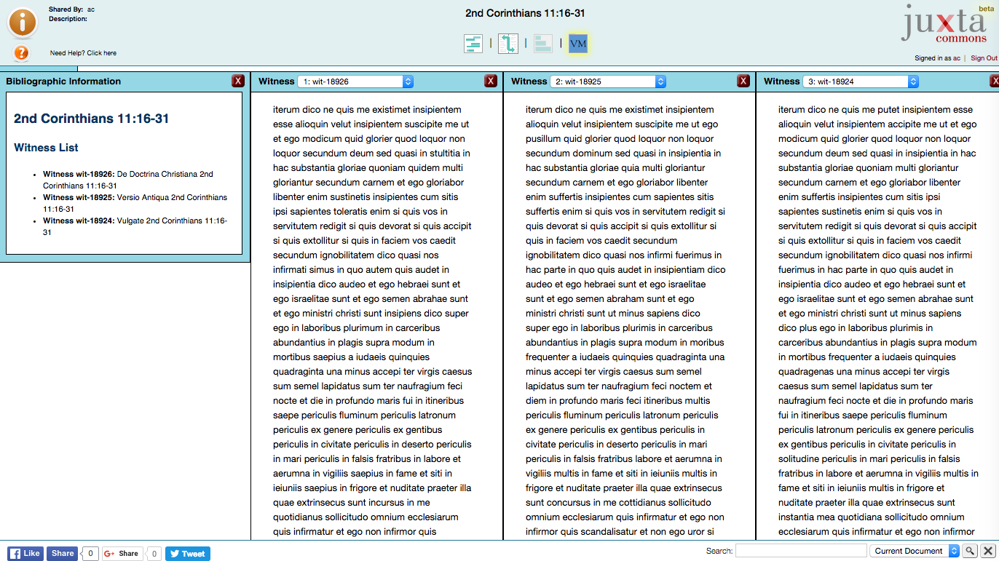 Shared By: ac
Description:
Need Help? Click here
2nd Corinthians 11:16-31
VM
beta
juxta
commons
Signed in as ac | Sign Out
Bibliographic Information X
2nd Corinthians 11:16-31
Witness List
Witness wit-18926: De Doctrina Christiana 2nd
Corinthians 11:16-31
Witness wit-18925: Versio Antiqua 2nd Corinthians
11:16-31
Witness wit-18924: Vulgate 2nd Corinthians 11:16-
31
Witness 1: wit-18926 X
iterum dico ne quis me existimet insipientem
esse alioquin velut insipientem suscipite me ut
et ego modicum quid glorier quod loquor non
loquor secundum deum sed quasi in stultitia in
hac substantia gloriae quoniam quidem multi
gloriantur secundum carnem et ego gloriabor
libenter enim sustinetis insipientes cum sitis
ipsi sapientes toleratis enim si quis vos in
servitutem redigit si quis devorat si quis accipit
si quis extollitur si quis in faciem vos caedit
secundum ignobilitatem dico quasi nos
infirmati simus in quo autem quis audet in
insipientia dico audeo et ego hebraei sunt et
ego israelitae sunt et ego semen abrahae sunt
et ego ministri christi sunt insipiens dico super
ego in laboribus plurimum in carceribus
abundantius in plagis supra modum in
mortibus saepius a iudaeis quinquies
quadraginta una minus accepi ter virgis caesus
sum semel lapidatus sum ter naufragium feci
nocte et die in profundo maris fui in itineribus
saepe periculis fluminum periculis latronum
periculis ex genere periculis ex gentibus
periculis in civitate periculis in deserto periculis
in mari periculis in falsis fratribus in labore et
aerumna in vigiliis saepius in fame et siti in
ieiuniis saepius in frigore et nuditate praeter illa
quae extrinsecus sunt incursus in me
quotidianus sollicitudo omnium ecclesiarum
quis infirmatur et ego non infirmor quis
Witness 2: wit-18925 X
iterum dico ne quis me existimet insipientem
alioquin velut insipientem suscipite me ut ego
pusillum quid glorier quod loquor non loquor
secundum dominum sed quasi in insipientia in
hac substantia gloriae quia multi gloriantur
secundum carnem et ego gloriabor libenter
enim suffertis insipientes cum sapientes sitis
suffertis enim si quis vos in servitutem redigit si
quis devorat si quis accipit si quis extollitur si
quis in faciem vos caedit secundum
ignobilitatem dico quasi nos infirmi fuerimus in
hac parte in quo quis audet in insipientiam dico
audeo et ego hebraei sunt et ego israelitae
sunt et ego semen abraham sunt et ego
ministri christi sunt ut minus sapiens dico
super ego in laboribus plurimis in carceribus
abundantius in plagis supra modum in moribus
frequenter a iudaeis quinquies quadraginta una
minus accepi ter virgis caesus sum semel
lapidatus sum ter naufragium feci noctem et
diem in profundo maris feci itineribus multis
periculis fluminum periculis latronum periculis
ex genere periculis ex gentibus periculis in
civitate periculis in deserto periculis in mari
periculis in falsis fratribus labore et aerumna in
vigiliis multis in fame et siti in ieiuniis multis in
frigore et nuditate praeter illa quae extrinsecus
sunt concursus in me cottidianus sollicitudo
omnium ecclesiarum quis infirmatur et ego non
infirmor quis scandalisatur et non ego uror si
Witness 3: wit-18924 X
iterum dico ne quis me putet insipientem esse
alioquin velut insipientem accipite me ut et ego
modicum quid glorier quod loquor non loquor
secundum deum sed quasi in insipientia in hac
substantia gloriae quoniam multi gloriantur
secundum carnem et ego gloriabor libenter
enim suffertis insipientes cum sitis ipsi
sapientes sustinetis enim si quis vos in
servitutem redigit si quis devorat si quis accipit
si quis extollitur si quis in faciem vos caedit
secundum ignobilitatem dico quasi nos infirmi
fuerimus in hac parte in quo quis audet in
insipientia dico audeo et ego hebraei sunt et
ego israelitae sunt et ego semen abrahae sunt
et ego ministri christi sunt ut minus sapiens
dico plus ego in laboribus plurimis in
carceribus abundantius in plagis supra modum
in mortibus frequenter a iudaeis quinquies
quadragenas una minus accepi ter virgis
caesus sum semel lapidatus sum ter
naufragium feci nocte et die in profundo maris
fui in itineribus saepe periculis fluminum
periculis latronum periculis ex genere periculis
ex gentibus periculis in civitate periculis in
solitudine periculis in mari periculis in falsis
fratribus in labore et aerumna in vigiliis multis in
fame et siti in ieiuniis multis in frigore et
nuditate praeter illa quae extrinsecus sunt
instantia mea quotidiana sollicitudo omnium
ecclesiarum quis infirmatur et ego non infirmor
Like Share 0 G+ Share 0 Tweet
Search: Current Document